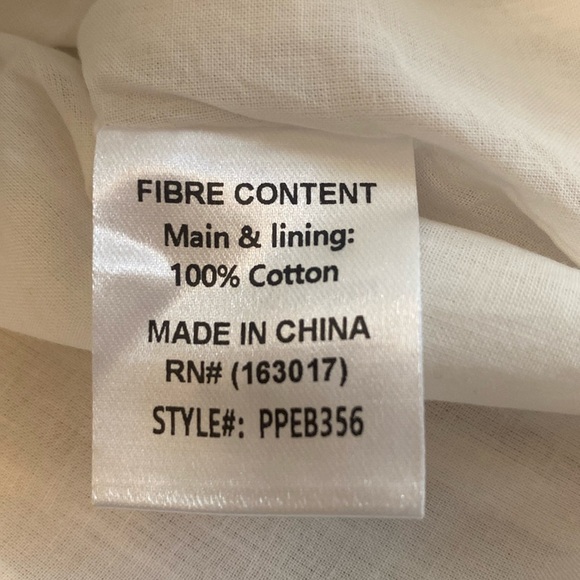 FIBRE CONTENT
Main & lining:
100% Cotton
MADE IN CHINA
RN# (163017)
STYLE#: PPEB356